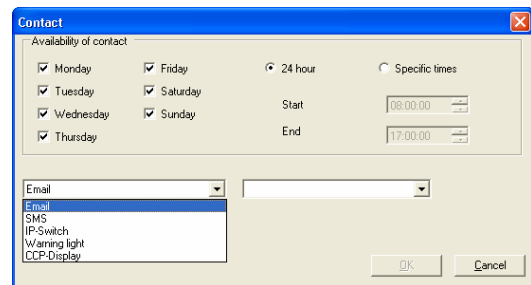 Contact
Availability of contact
Monday Friday 24 hour Specific times
Tuesday Saturday
Wednesday Sunday Start 08:00:00
Thursday End 17:00:00
Email
Email
SMS
IP-Switch
Warning light
CCP-Display
OK Cancel